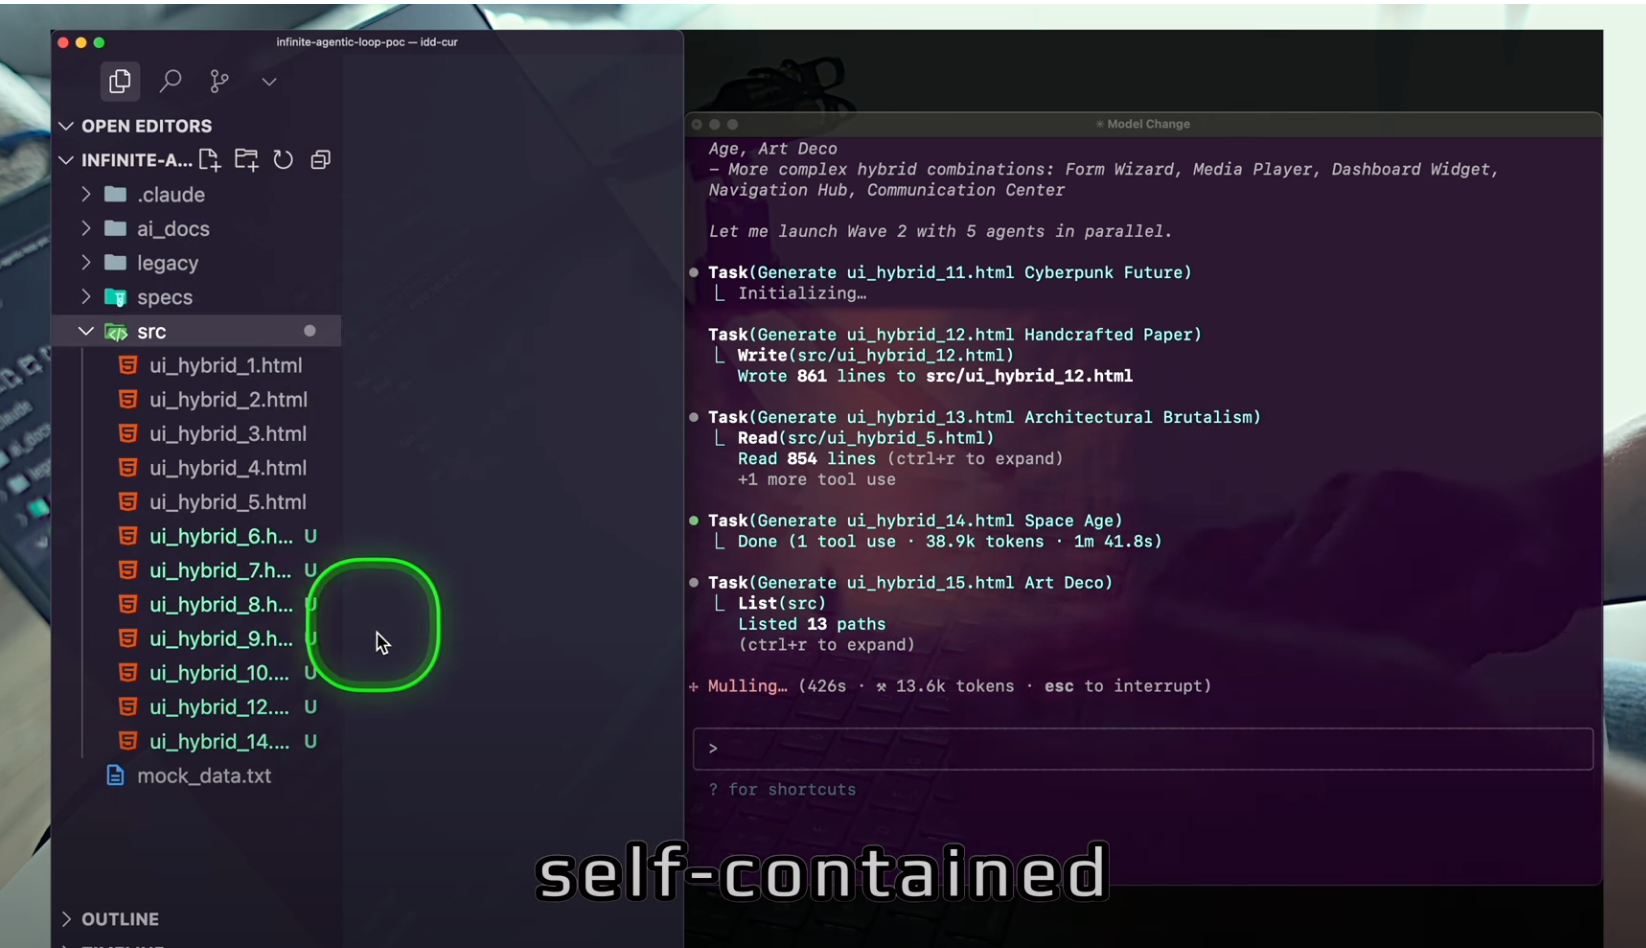 infinite-agentic-loop-poc — idd-cur
OPEN EDITORS
INFINITE-A...
.claude
ai_docs
legacy
specs
src
ui_hybrid_1.html
ui_hybrid_2.html
ui_hybrid_3.html
ui_hybrid_4.html
ui_hybrid_5.html
ui_hybrid_6.h... U
ui_hybrid_7.h... U
ui_hybrid_8.h... U
ui_hybrid_9.h... U
ui_hybrid_10.... U
ui_hybrid_12.... U
ui_hybrid_14.... U
mock_data.txt
OUTLINE
TIMELINE
✳ Model Change
Age, Art Deco
– More complex hybrid combinations: Form Wizard, Media Player, Dashboard Widget,
Navigation Hub, Communication Center
Let me launch Wave 2 with 5 agents in parallel.
Task(Generate ui_hybrid_11.html Cyberpunk Future)
Initializing…
Task(Generate ui_hybrid_12.html Handcrafted Paper)
Write(src/ui_hybrid_12.html)
Wrote 861 lines to src/ui_hybrid_12.html
Task(Generate ui_hybrid_13.html Architectural Brutalism)
Read(src/ui_hybrid_5.html)
Read 854 lines (ctrl+r to expand)
+1 more tool use
Task(Generate ui_hybrid_14.html Space Age)
Done (1 tool use · 38.9k tokens · 1m 41.8s)
Task(Generate ui_hybrid_15.html Art Deco)
List(src)
Listed 13 paths
(ctrl+r to expand)
Mulling… (426s · ⚒ 13.6k tokens · esc to interrupt)
>
? for shortcuts
self-contained